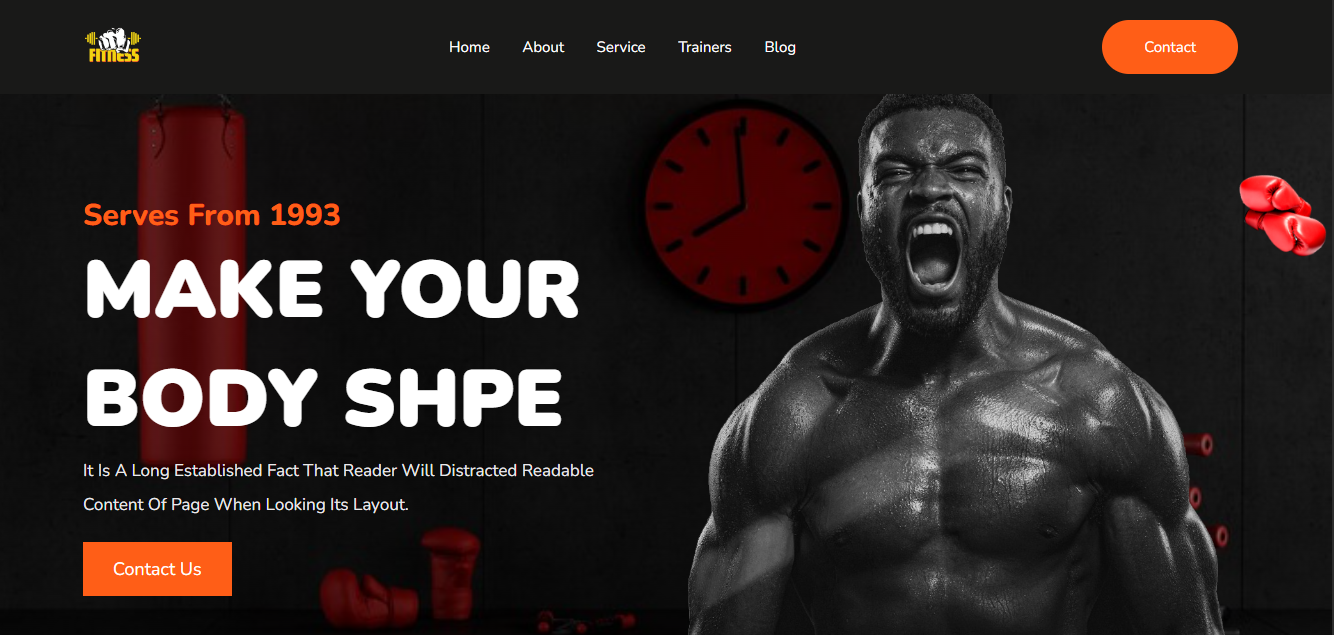 FITNESS
Home About Service Trainers Blog Contact
Serves From 1993
MAKE YOUR
BODY SHPE
It Is A Long Established Fact That Reader Will Distracted Readable
Content Of Page When Looking Its Layout.
Contact Us